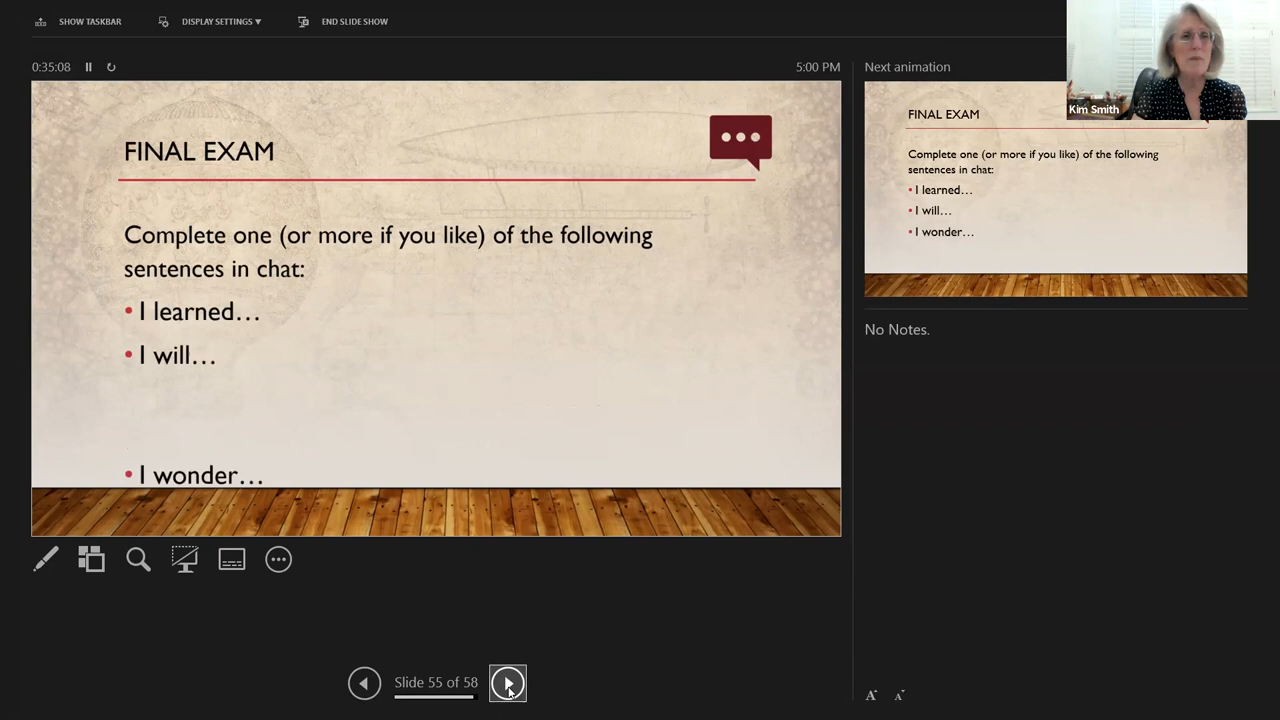 SHOW TASKBAR
DISPLAY SETTINGS ▼
END SLIDE SHOW
0:35:08
5:00 PM
FINAL EXAM
Complete one (or more if you like) of the following
sentences in chat:
• I learned…
• I will…
• I wonder…
Slide 55 of 58
Next animation
Kim Smith
FINAL EXAM
Complete one (or more if you like) of the following
sentences in chat:
• I learned…
• I will…
• I wonder…
No Notes.
A A